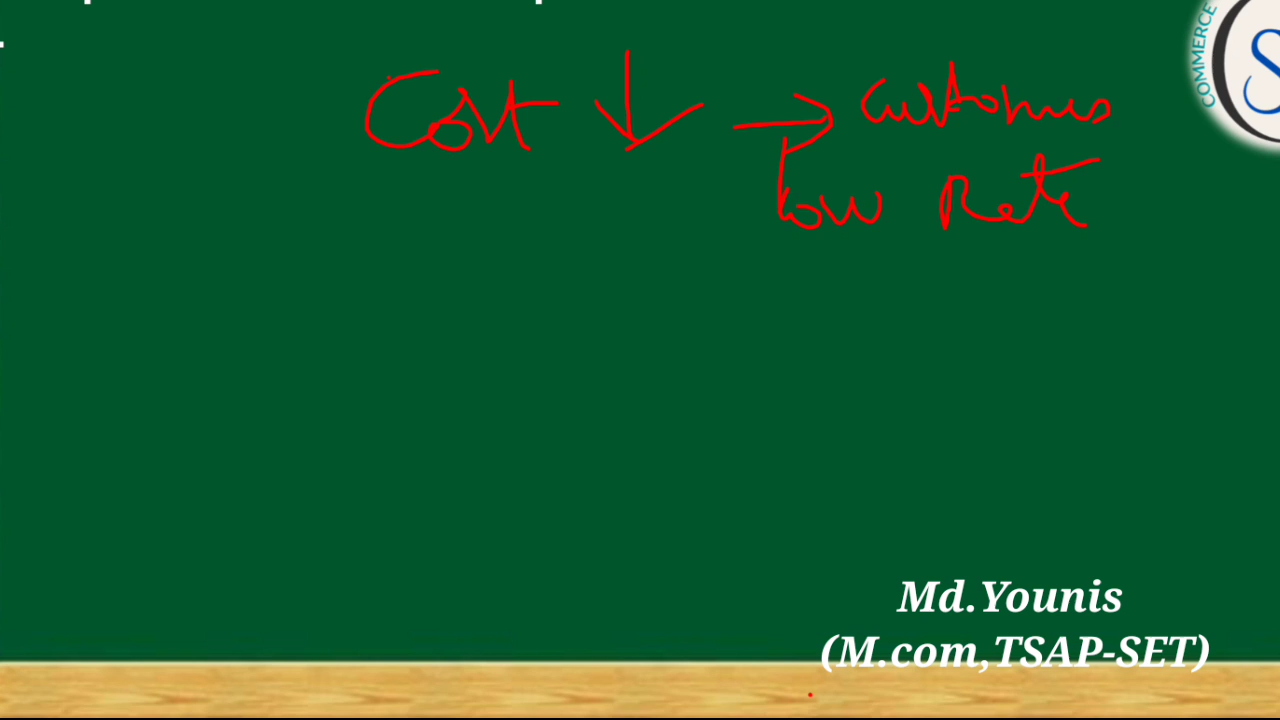 Cost ↓ → Customers
low Rate
COMMERCE
S
Md.Younis
(M.com,TSAP-SET)